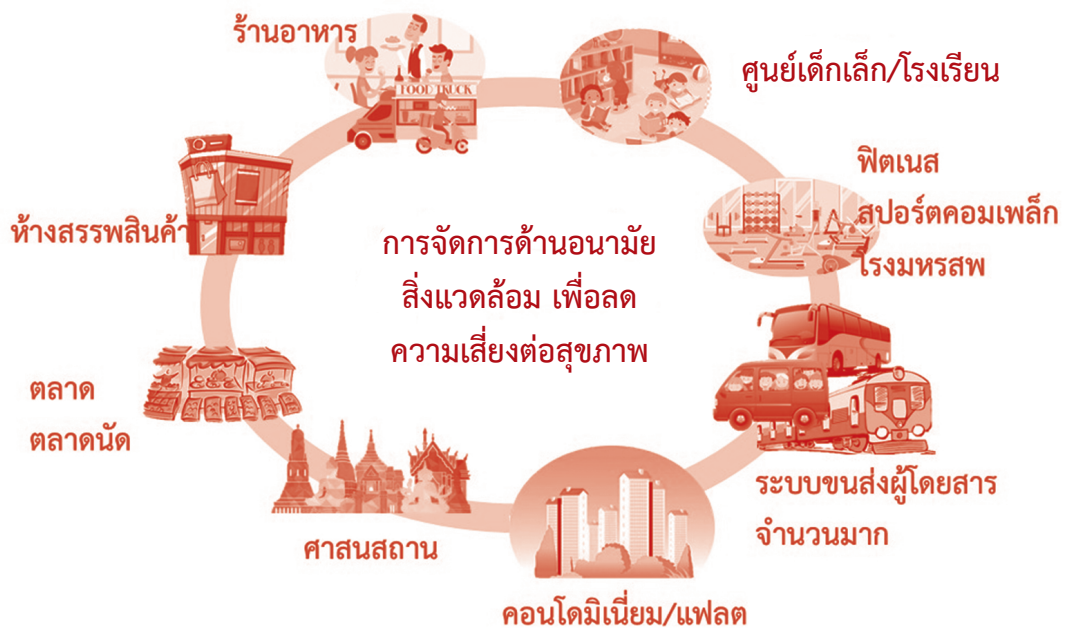 ร้านอาหาร
FOOD TRUCK
ศูนย์เด็กเล็ก/โรงเรียน
ฟิตเนส
สปอร์ตคอมเพล็ก
โรงมหรสพ
ห้างสรรพสินค้า
การจัดการด้านอนามัย
สิ่งแวดล้อม เพื่อลด
ความเสี่ยงต่อสุขภาพ
ตลาด
ตลาดนัด
ระบบขนส่งผู้โดยสาร
จำนวนมาก
ศาสนสถาน
คอนโดมิเนี่ยม/แฟลต